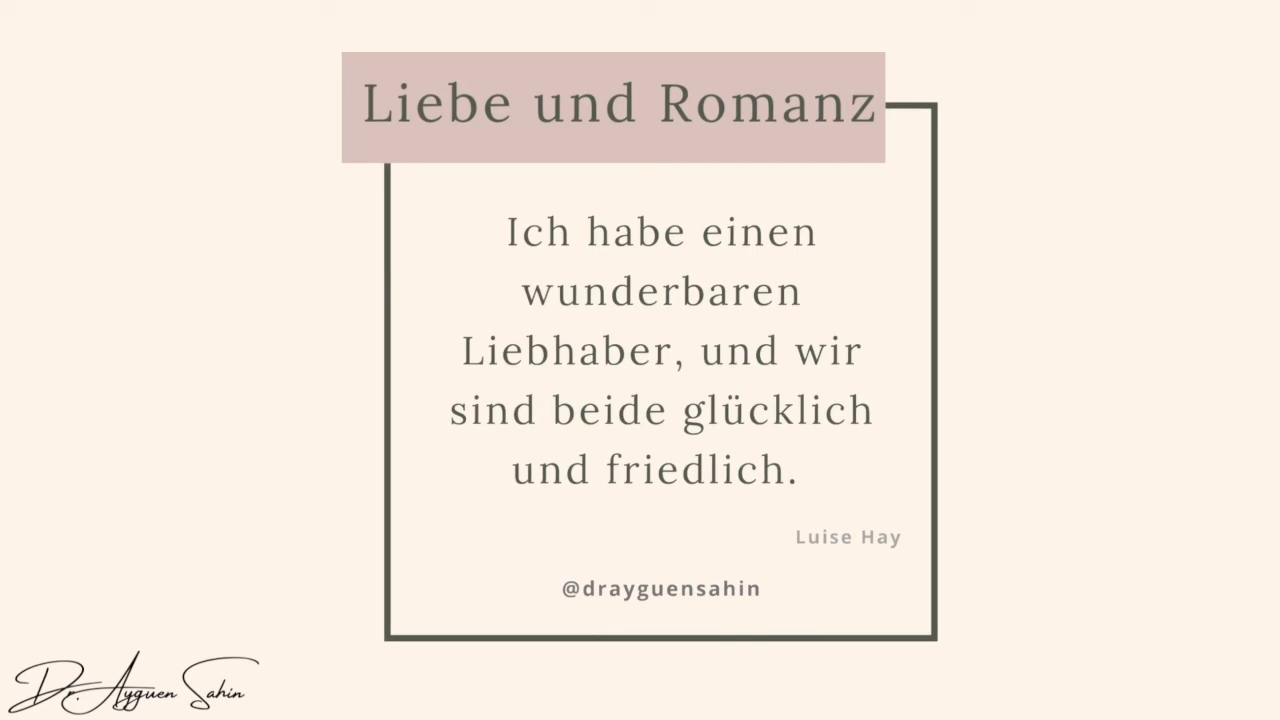 Liebe und Romanz
Ich habe einen
wunderbaren
Liebhaber, und wir
sind beide glücklich
und friedlich.
Luise Hay
@drayguensahin
Dr. Ayguen Sahin